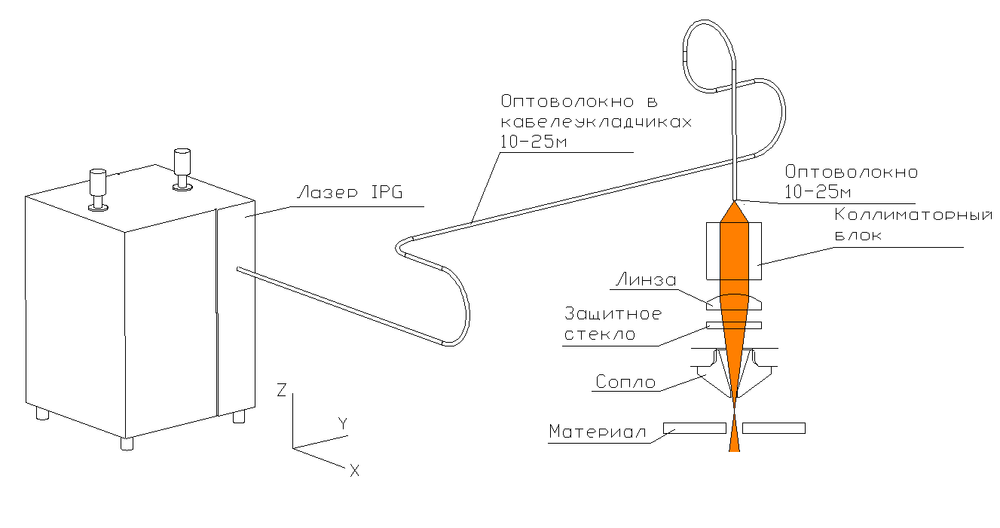 Оптоволокно в
кабелеукладчиках
10-25м
Лазер IPG
Оптоволокно
10-25м
Коллиматорный
блок
Линза
Защитное
стекло
Сопло
Материал
Z
Y
X